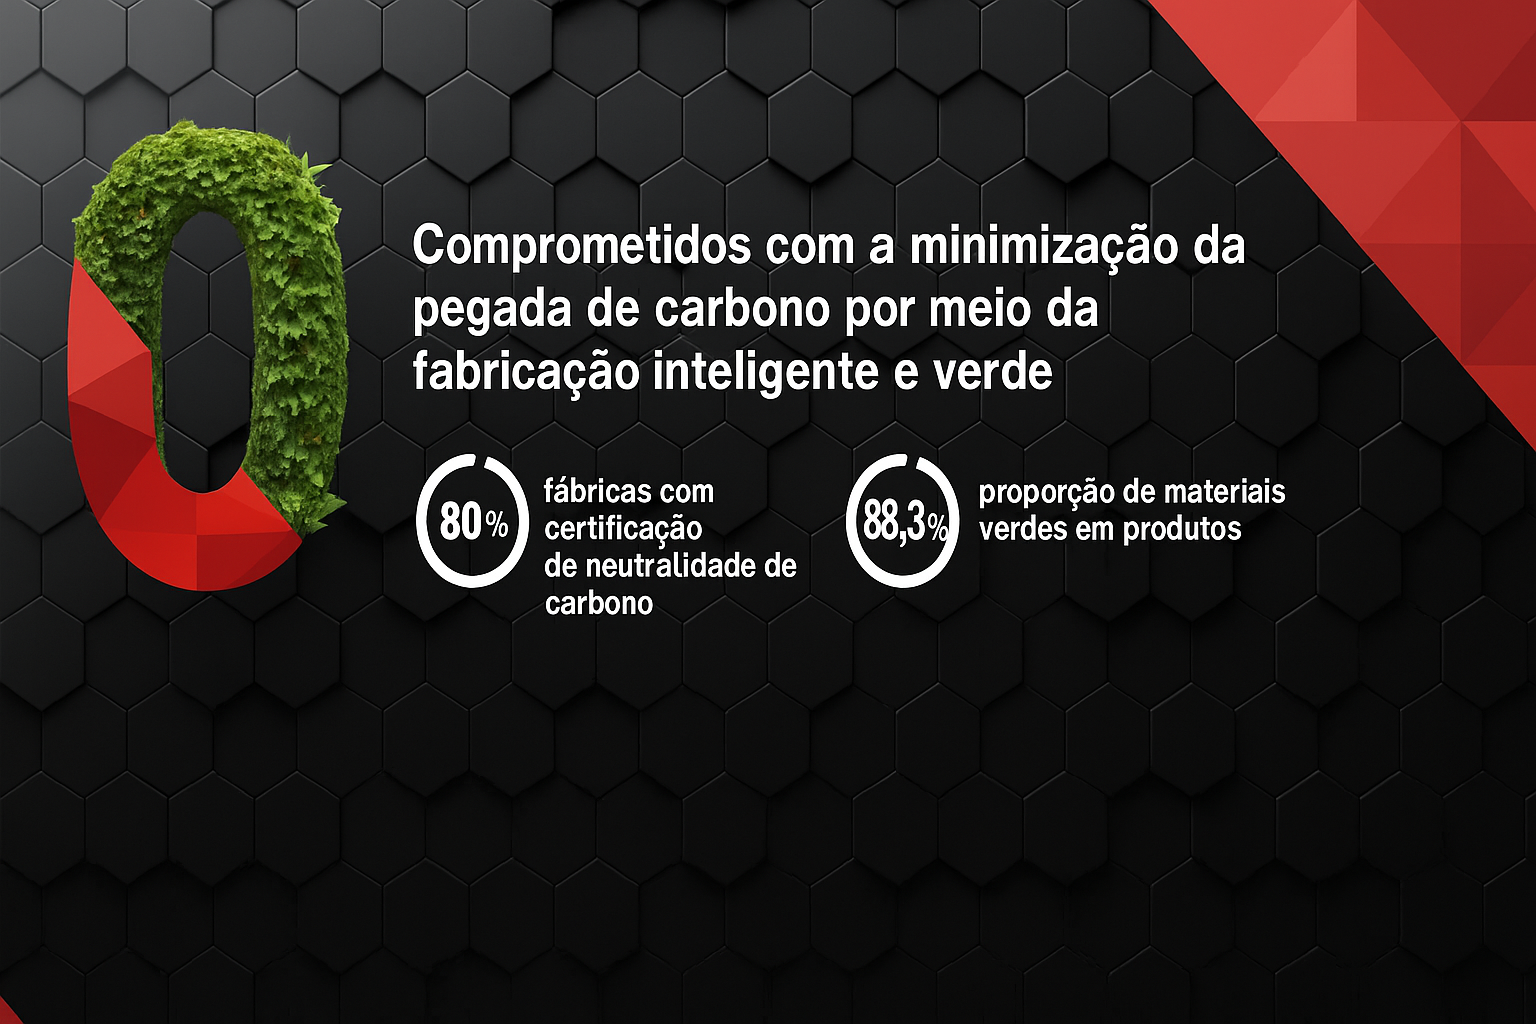 0
Comprometidos com a minimização da
pegada de carbono por meio da
fabricação inteligente e verde
80%
fábricas com
certificação
de neutralidade de
carbono
88,3%
proporção de materiais
verdes em produtos